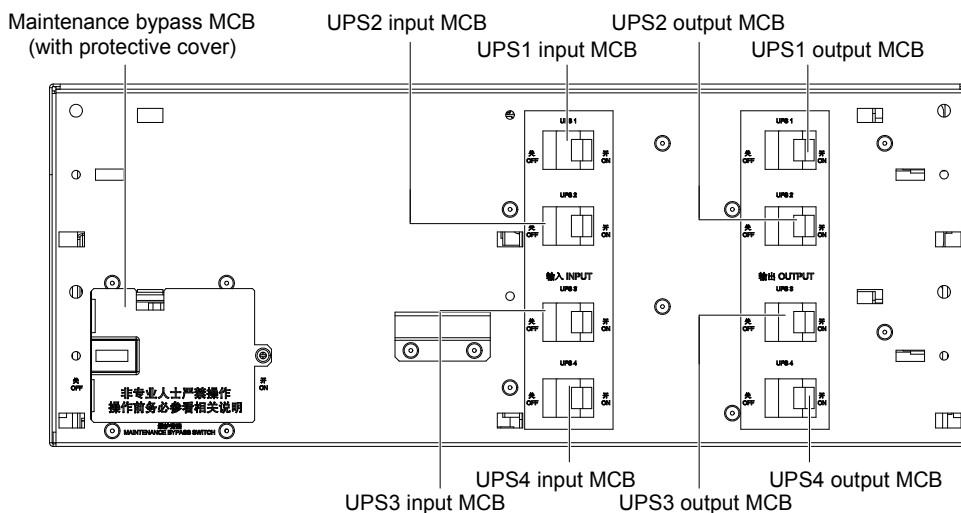 Maintenance bypass MCB
(with protective cover)
UPS2 input MCB
UPS1 input MCB
UPS2 output MCB
UPS1 output MCB
UPS 1
关
OFF
开
ON
UPS 2
关
OFF
开
ON
输入 INPUT
UPS 3
关
OFF
开
ON
UPS 4
关
OFF
开
ON
UPS 1
关
OFF
开
ON
UPS 2
关
OFF
开
ON
输出 OUTPUT
UPS 3
关
OFF
开
ON
UPS 4
关
OFF
开
ON
关
OFF
开
ON
非专业人士严禁操作
操作前务必参看相关说明
MAINTENANCE BYPASS SWITCH
UPS4 input MCB
UPS3 input MCB
UPS4 output MCB
UPS3 output MCB